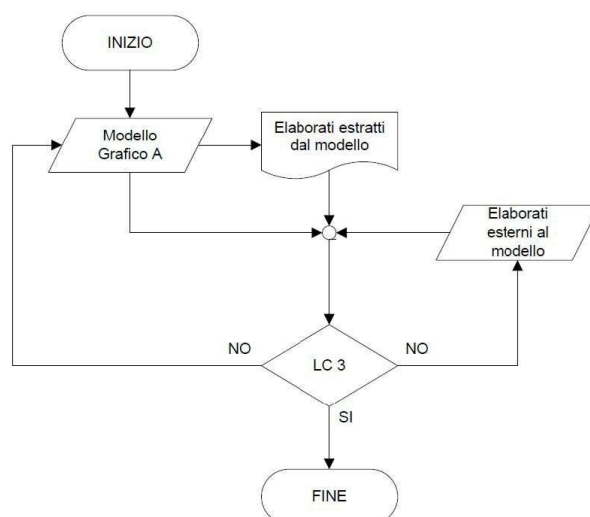 INIZIO
Modello
Grafico A
Elaborati estratti
dal modello
Elaborati
esterni al
modello
NO
LC 3
NO
SI
FINE